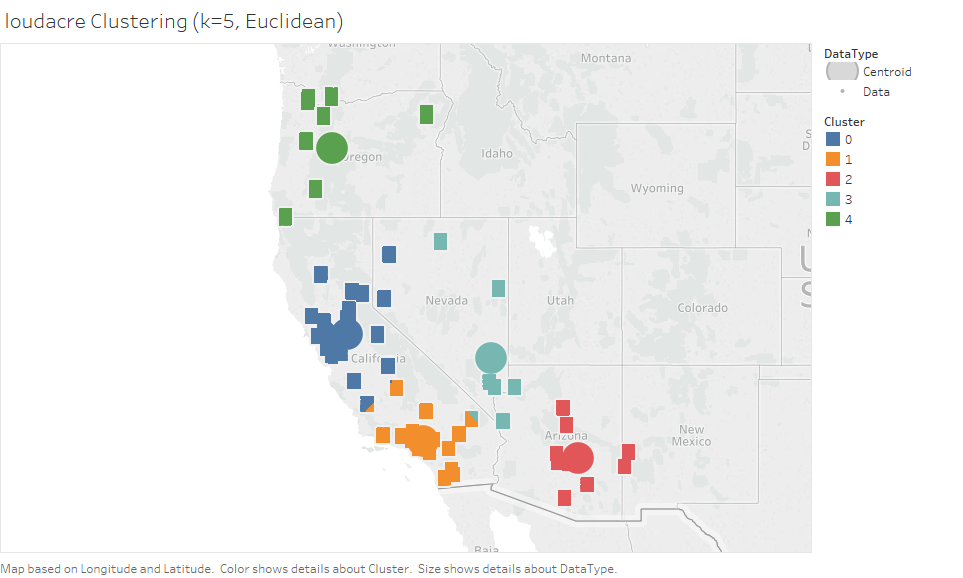 loudacre Clustering (k=5, Euclidean)
Washington
Montana
Oregon
Idaho
Wyoming
Nevada
Utah
Colorado
California
Arizona
New
Mexico
Baja
DataType
Centroid
Data
Cluster
0
1
2
3
4
Map based on Longitude and Latitude. Color shows details about Cluster. Size shows details about DataType.